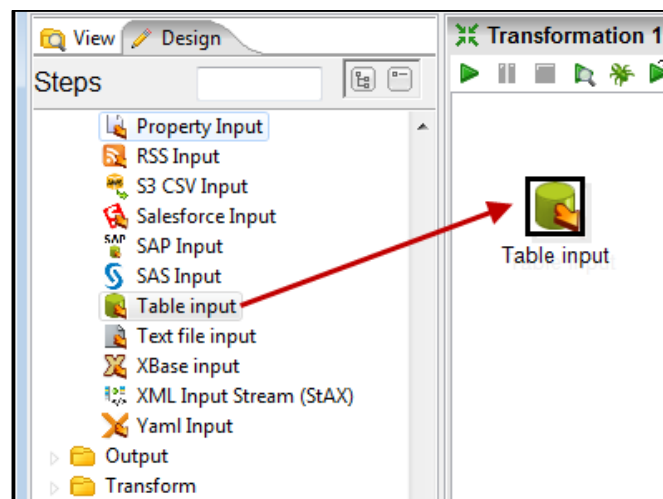 View
Design
Transformation 1
Steps
Property Input
RSS Input
S3 CSV Input
Salesforce Input
SAP
SAP Input
SAS Input
Table input
Text file input
XBase input
XML Input Stream (StAX)
Yaml Input
Output
Transform
Table input